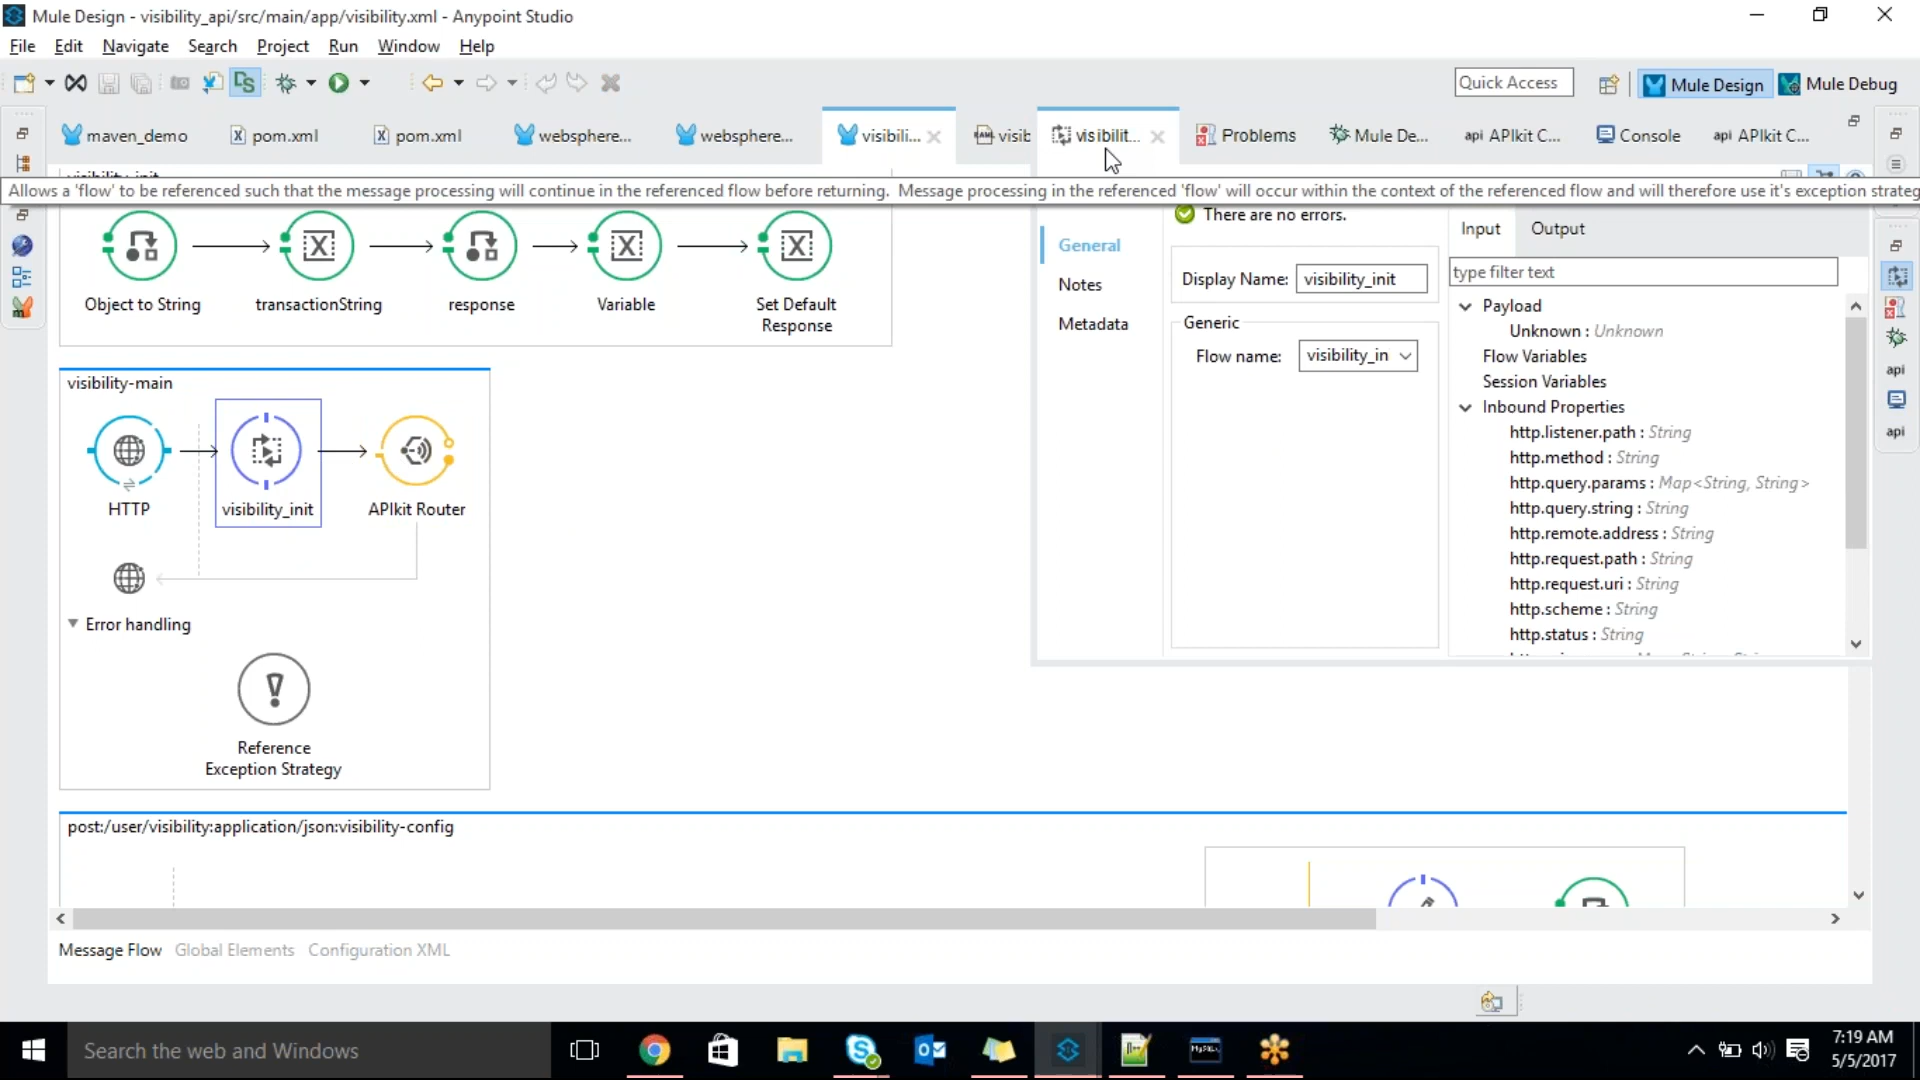 Mule Design - visibility_api/src/main/app/visibility.xml - Anypoint Studio
File Edit Navigate Search Project Run Window Help
Quick Access
Mule Design
Mule Debug
maven_demo
pom.xml
pom.xml
websphere...
websphere...
visibili...
visib
visibilit...
Problems
Mule De...
api APIkit C...
Console
api APIkit C...
Allows a 'flow' to be referenced such that the message processing will continue in the referenced flow before returning. Message processing in the referenced 'flow' will occur within the context of the referenced flow and will therefore use it's exception strateg
Object to String
transactionString
response
Variable
Set Default
Response
visibility-main
HTTP
visibility_init
APIkit Router
Error handling
Reference
Exception Strategy
post:/user/visibility:application/json:visibility-config
Message Flow Global Elements Configuration XML
General
Notes
Metadata
There are no errors.
Display Name: visibility_init
Generic
Flow name: visibility_in
Input Output
type filter text
Payload
Unknown : Unknown
Flow Variables
Session Variables
Inbound Properties
http.listener.path : String
http.method : String
http.query.params : Map<String, String>
http.query.string : String
http.remote.address : String
http.request.path : String
http.request.uri : String
http.scheme : String
http.status : String
api
api
Search the web and Windows
7:19 AM
5/5/2017